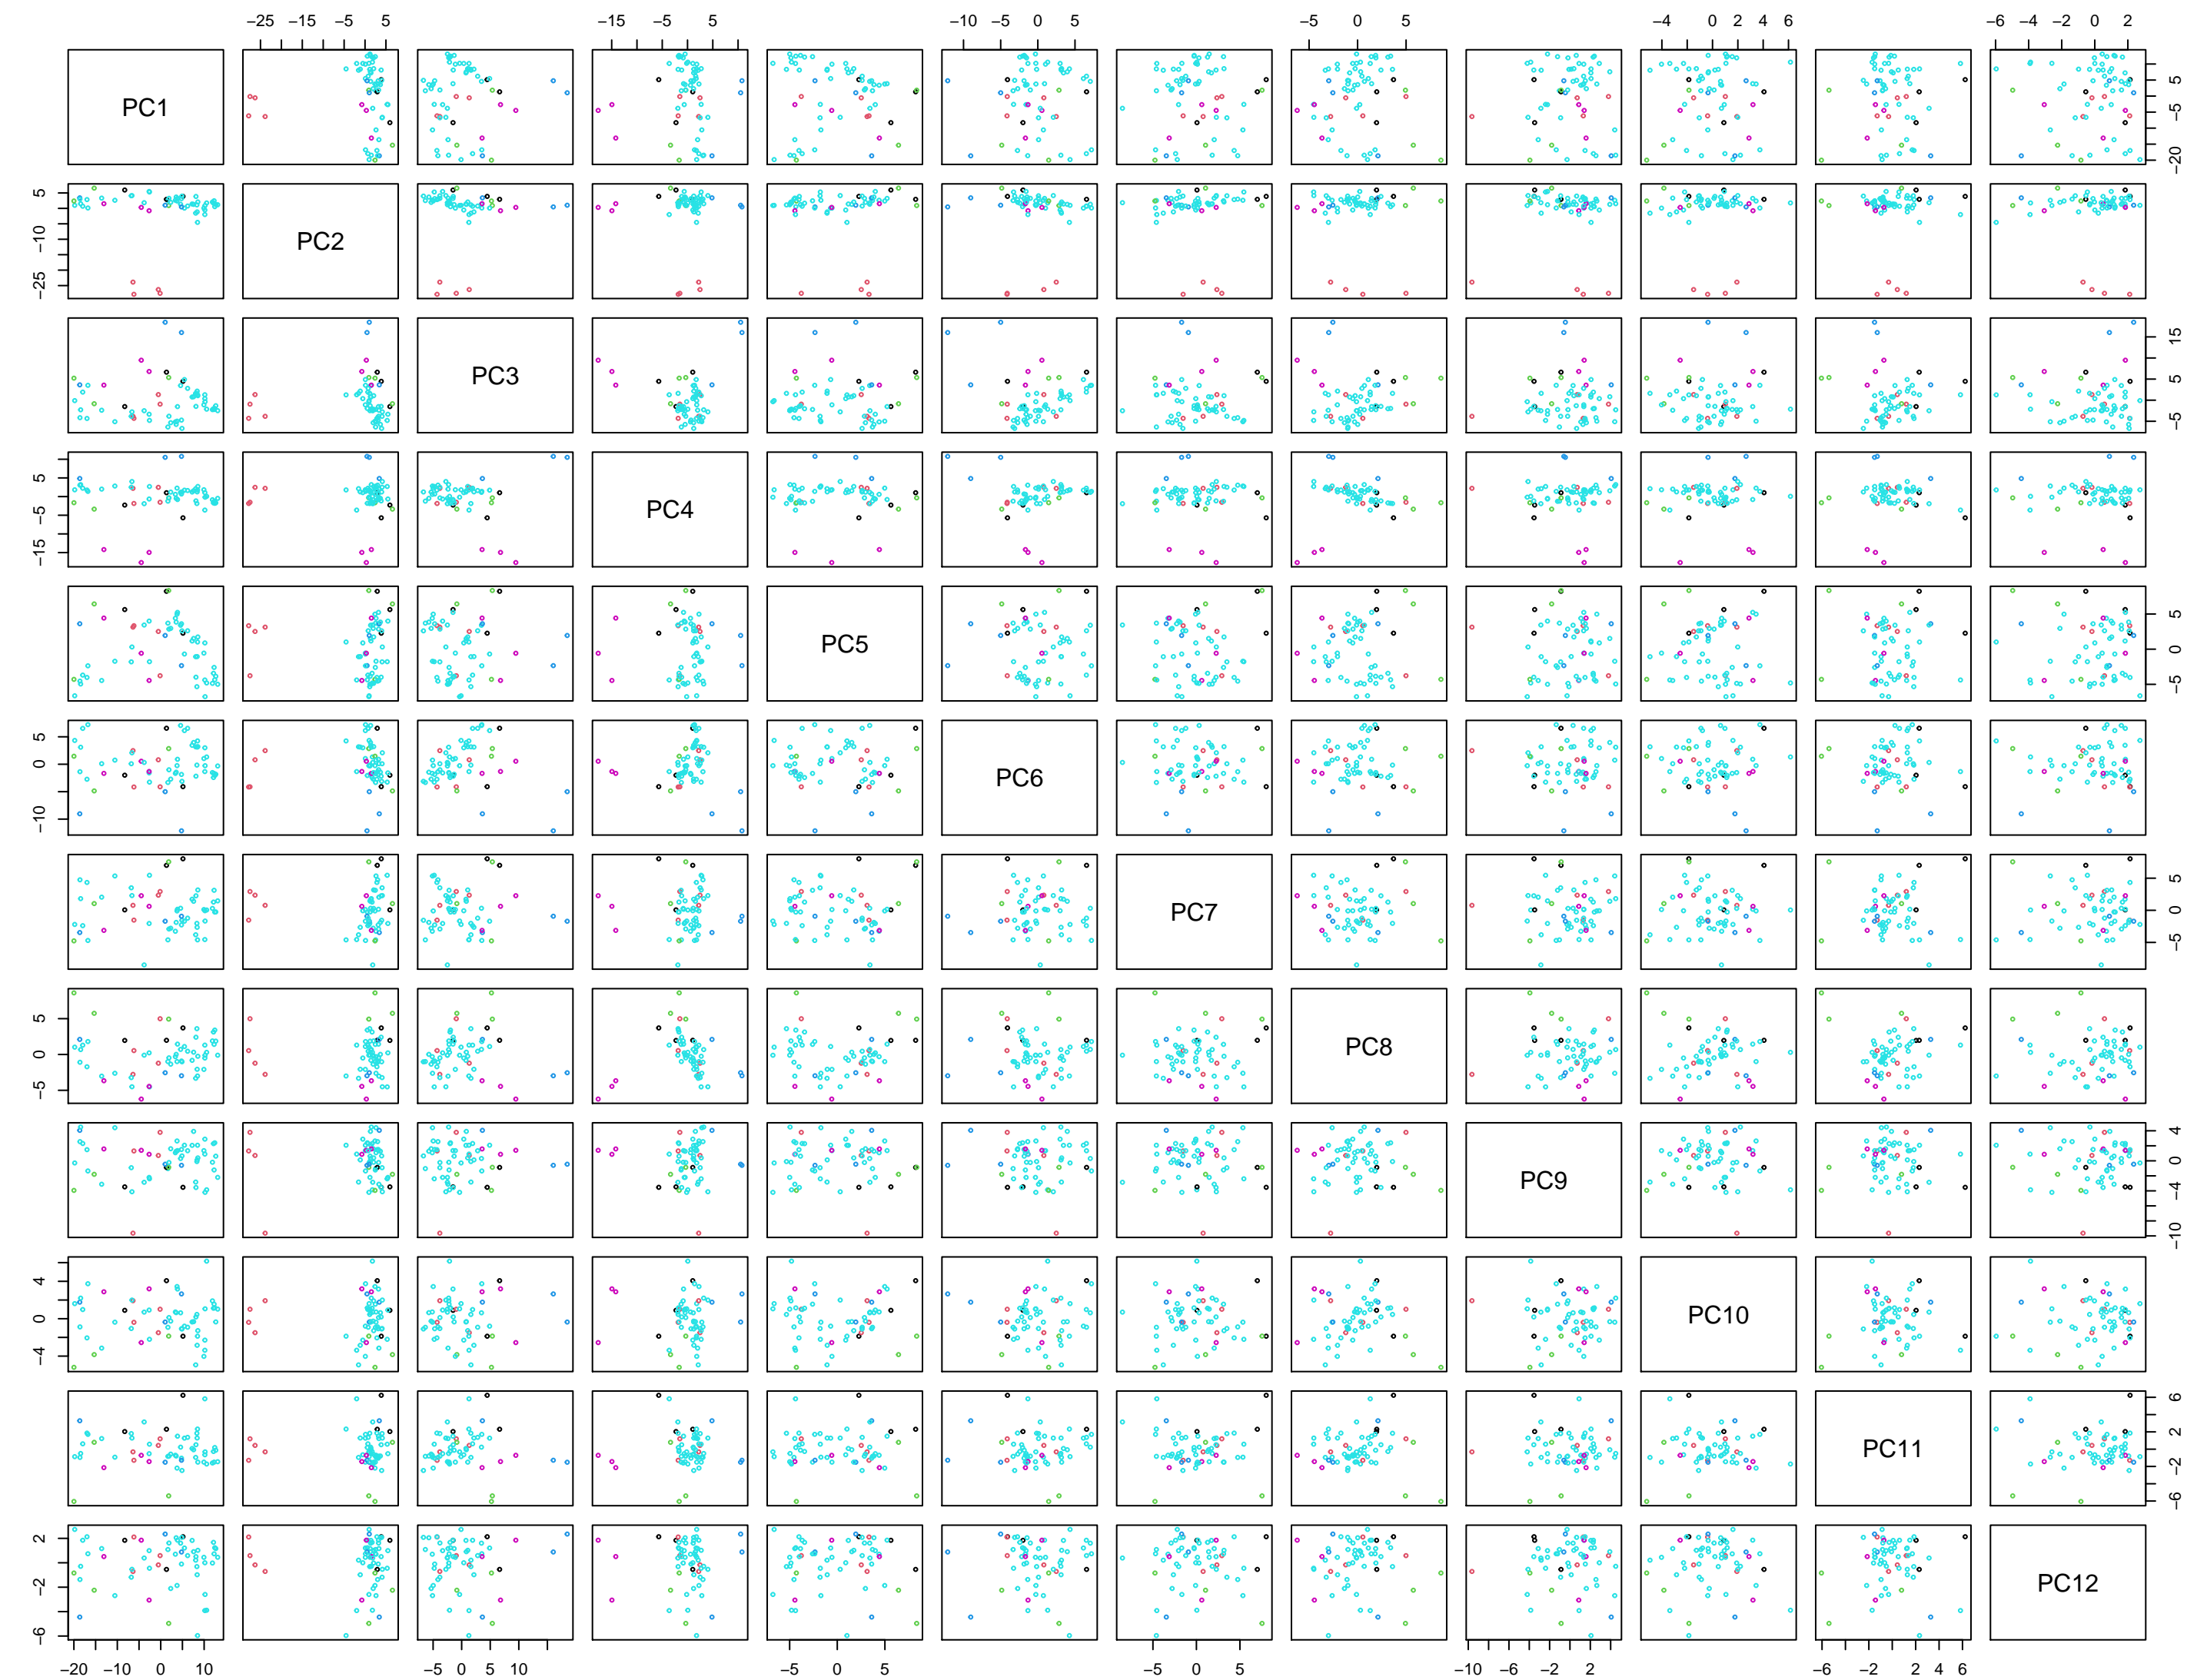 −25 −15 −5 5 −15 −5 5 −10 0 5 −5 0 5 −4 0 2 4 6 −6 −4 −2 0 2
PC1 5 −5 −20
5 −10 −25 PC2
PC3 15 5 −5
5 −5 −15 PC4
PC5 5 0 −5
5 0 −10 PC6
PC7 5 0 −5
5 0 −5 PC8
PC9 4 0 −4 −10
4 0 −4 PC10
PC11 6 2 −2 −6
2 −2 −6 PC12
−20 −10 0 10 −5 0 5 10 −5 0 5 −5 0 5 −10 −6 −2 2 −6 −2 2 4 6